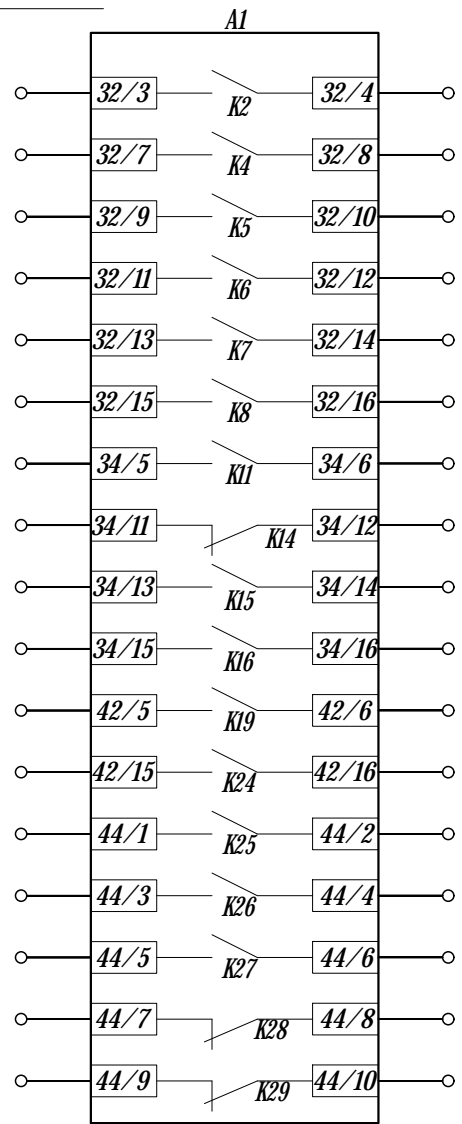 A1
32/3 K2 32/4
32/7 K4 32/8
32/9 K5 32/10
32/11 K6 32/12
32/13 K7 32/14
32/15 K8 32/16
34/5 K11 34/6
34/11 K14 34/12
34/13 K15 34/14
34/15 K16 34/16
42/5 K19 42/6
42/15 K24 42/16
44/1 K25 44/2
44/3 K26 44/4
44/5 K27 44/6
44/7 K28 44/8
44/9 K29 44/10